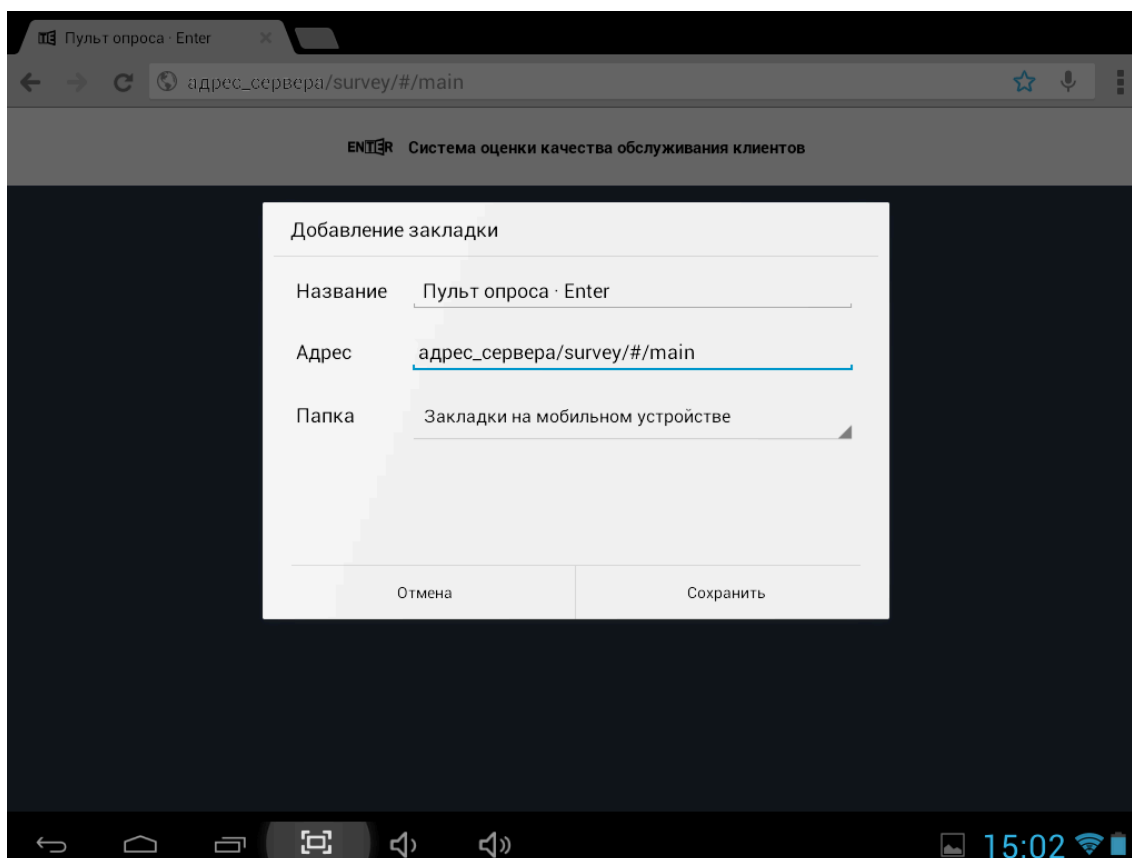 Пульт опроса · Enter
адрес_сервера/survey/#/main
ENTER Система оценки качества обслуживания клиентов
Добавление закладки
Название Пульт опроса · Enter
Адрес адрес_сервера/survey/#/main
Папка Закладки на мобильном устройстве
Отмена Сохранить
15:02